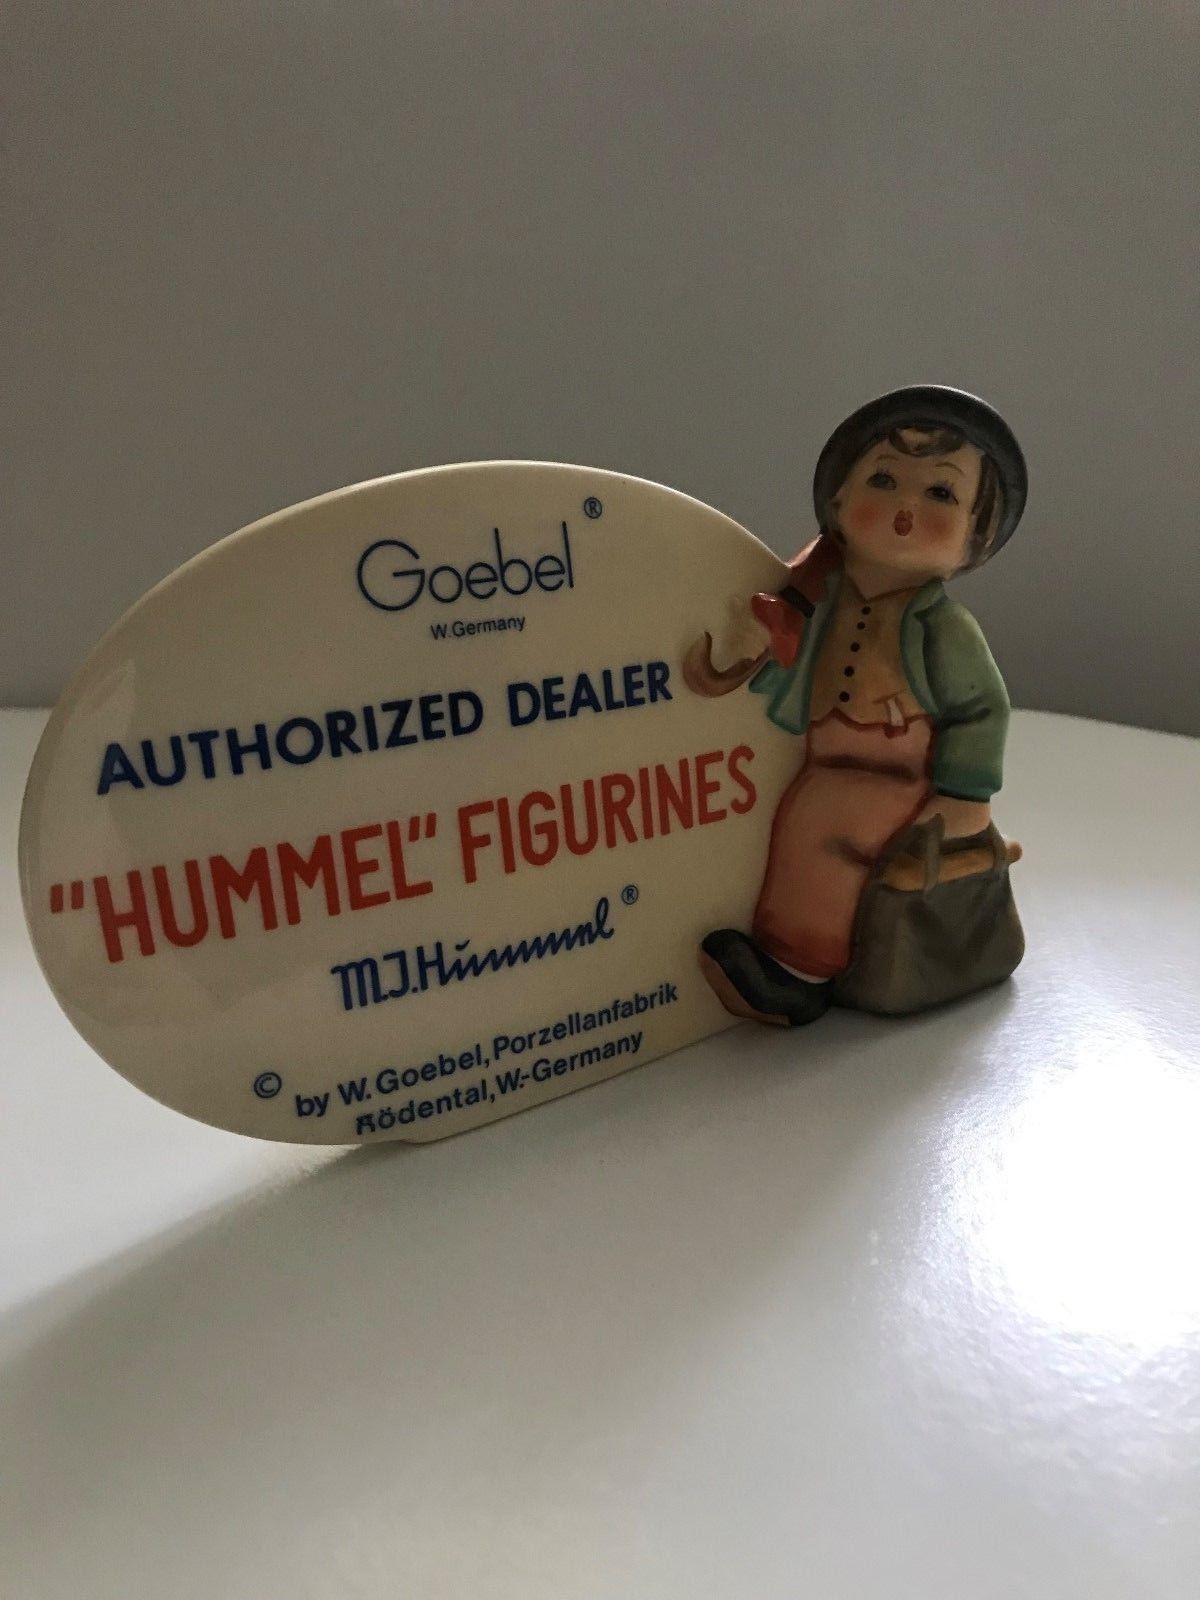 Goebel ®
W.Germany
AUTHORIZED DEALER
"HUMMEL" FIGURINES
M.J.Hummel ®
© by W.Goebel,Porzellanfabrik
Rödental,W.-Germany